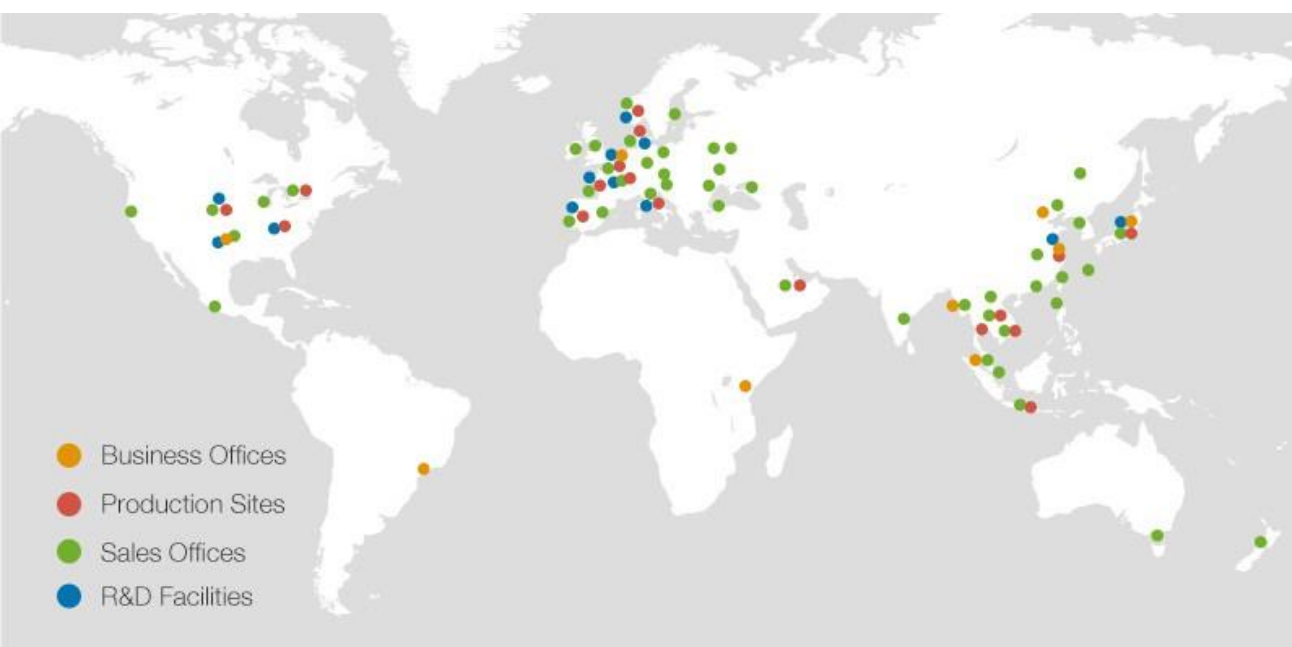 Business Offices
Production Sites
Sales Offices
R&D Facilities